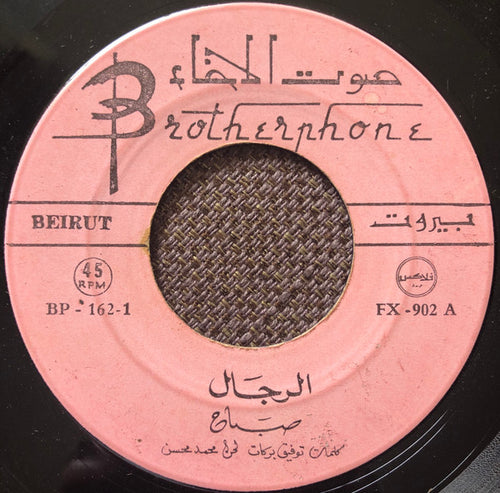 صوت الاخاء
Brotherphone
BEIRUT
بيروت
45
RPM
فلكس
BP - 162-1
FX -902 A
الرجال
صباح
كلمات توفيق بركات لحن محمد محسن